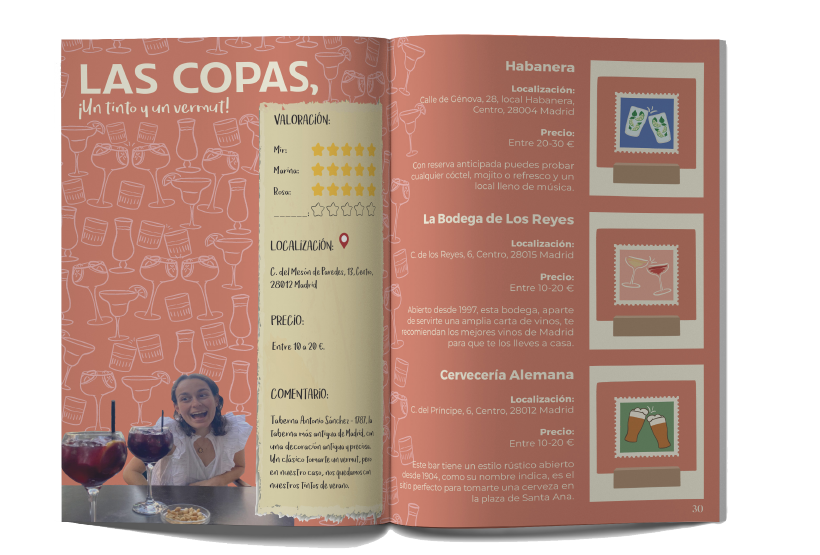 LAS COPAS,
¡Un tinto y un vermut!
VALORACIÓN:
Mir:
Marina:
Rosa:
LOCALIZACIÓN:
C. del Mesón de Paredes, 13, Cento,
28012 Madrid
PRECIO:
Entre 10 a 20 €.
COMENTARIO:
Taberna Antonio Sánchez - 1787, la
taberna más antigua de Madrid, con
una decoración antigua y preciosa.
Un clásico tomarte un vermut, pero
en nuestro caso, nos quedamos con
nuestros tintos de verano.
Habanera
Localización:
Calle de Génova, 28, local Habanera,
Centro, 28004 Madrid
Precio:
Entre 20-30 €
Con reserva anticipada puedes probar
cualquier cóctel, mojito o refresco y un
local lleno de música.
La Bodega de Los Reyes
Localización:
C. de los Reyes, 6, Centro, 28015 Madrid
Precio:
Entre 10-20 €
Abierto desde 1997, esta bodega, aparte
de servirte una amplia carta de vinos, te
recomiendan los mejores vinos de Madrid
para que te los lleves a casa.
Cervecería Alemana
Localización:
C. del Príncipe, 6, Centro, 28012 Madrid
Precio:
Entre 10-20 €
Este bar tiene un estilo rústico abierto
desde 1904, como su nombre indica, es el
sitio perfecto para tomarte una cerveza en
la plaza de Santa Ana.
30